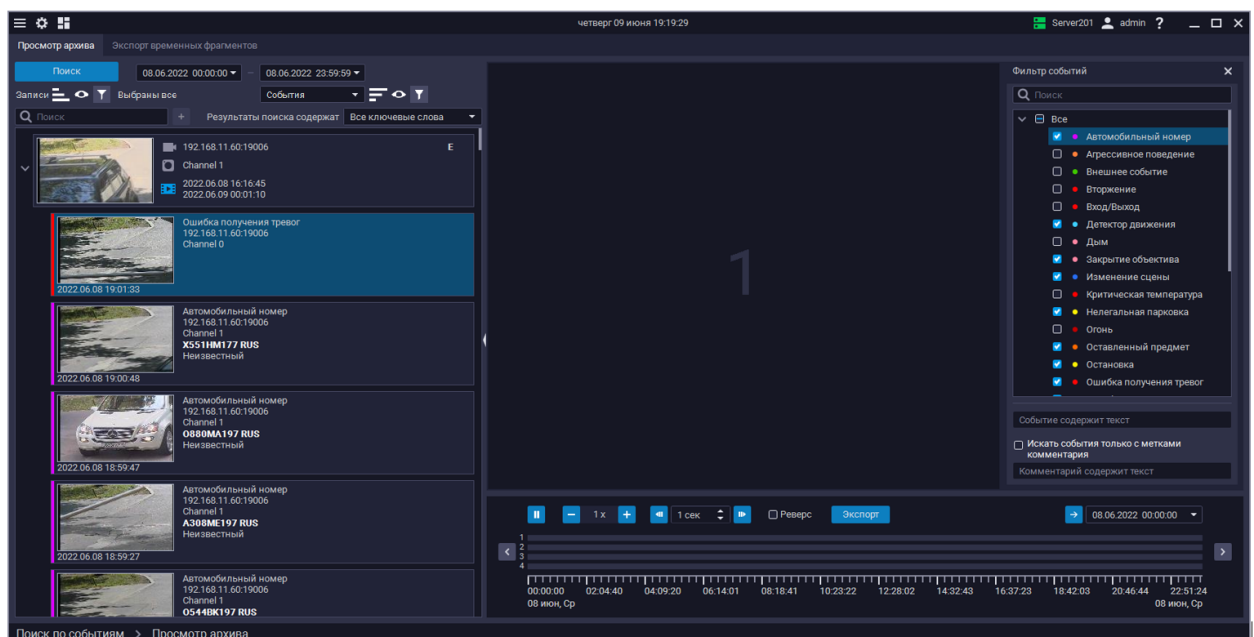 четверг 09 июня 19:19:29
Server201 admin ?
Просмотр архива Экспорт временных фрагментов
Поиск 08.06.2022 00:00:00 – 08.06.2022 23:59:59
Записи Выбраны все События
Поиск + Результаты поиска содержат Все ключевые слова
192.168.11.60:19006 E
Channel 1
2022.06.08 16:16:45
2022.06.09 00:01:10
Ошибка получения тревог
192.168.11.60:19006
Channel 0
2022.06.08 19:01:33
Автомобильный номер
192.168.11.60:19006
Channel 1
X551HM177 RUS
Неизвестный
2022.06.08 19:00:48
Автомобильный номер
192.168.11.60:19006
Channel 1
O880MA197 RUS
Неизвестный
2022.06.08 18:59:47
Автомобильный номер
192.168.11.60:19006
Channel 1
A308ME197 RUS
Неизвестный
2022.06.08 18:59:27
Автомобильный номер
192.168.11.60:19006
Channel 1
O544BK197 RUS
1
Фильтр событий
Поиск
Все
Автомобильный номер
Агрессивное поведение
Внешнее событие
Вторжение
Вход/Выход
Детектор движения
Дым
Закрытие объектива
Изменение сцены
Критическая температура
Нелегальная парковка
Огонь
Оставленный предмет
Остановка
Ошибка получения тревог
Событие содержит текст
Искать события только с метками
комментария
Комментарий содержит текст
1 x 1 сек Реверс Экспорт 08.06.2022 00:00:00
1
2
3
4
00:00:00 02:04:40 04:09:20 06:14:01 08:18:41 10:23:22 12:28:02 14:32:43 16:37:23 18:42:03 20:46:44 22:51:24
08 июн, Ср 08 июн, Ср
Поиск по событиям > Просмотр архива